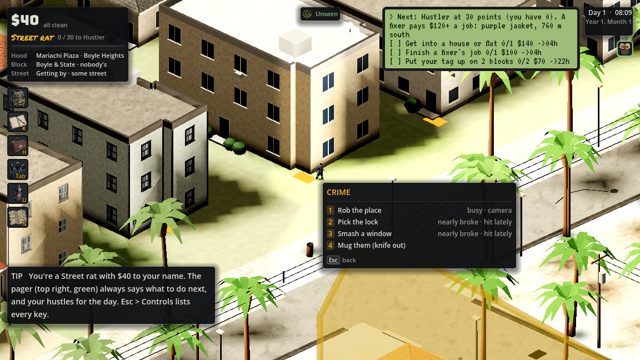 $40 all clean
STREET RAT 0 / 30 to Hustler
Hood Mariachi Plaza · Boyle Heights
Block Boyle & State · nobody's
Street Getting by · some street
H
Tab
U
Unseen
> Next: Hustler at 30 points (you have 0). A
fixer pays $120+ a job: purple jacket, 760 m
south
[ ] Get into a house or flat 0/1 $140 ->04h
[ ] Finish a fixer's job 0/1 $100 ->04h
[ ] Put your tag up on 2 blocks 0/2 $70 ->22h
Day 1 · 08:09
Year 1, Month 1
CRIME
1 Rob the place busy · camera
2 Pick the lock nearly broke · hit lately
3 Smash a window nearly broke · hit lately
4 Mug them (knife out)
Esc back
TIP You're a Street rat with $40 to your name. The
pager (top right, green) always says what to do next,
and your hustles for the day. Esc > Controls lists
every key.